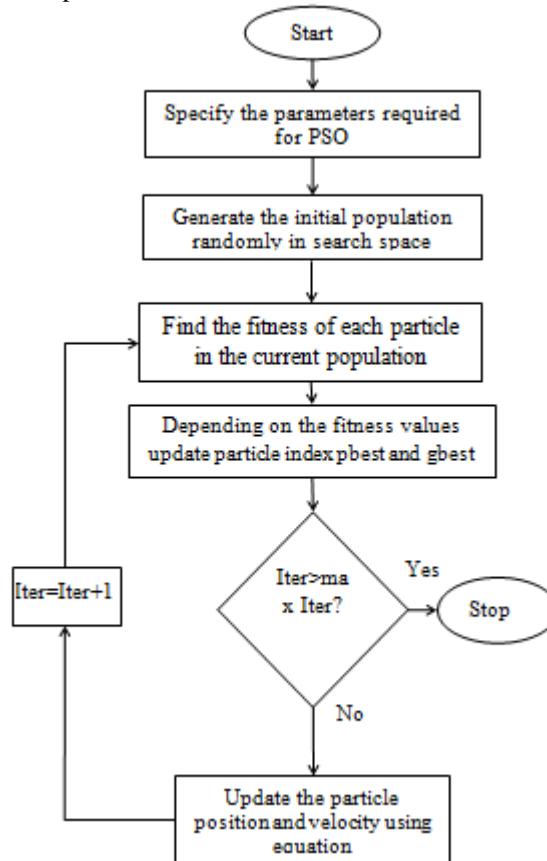 Start
Specify the parameters required
for PSO
Generate the initial population
randomly in search space
Find the fitness of each particle
in the current population
Depending on the fitness values
update particle index pbest and gbest
Iter>ma
x Iter?
Yes
Stop
Iter=Iter+1
No
Update the particle
position and velocity using
equation